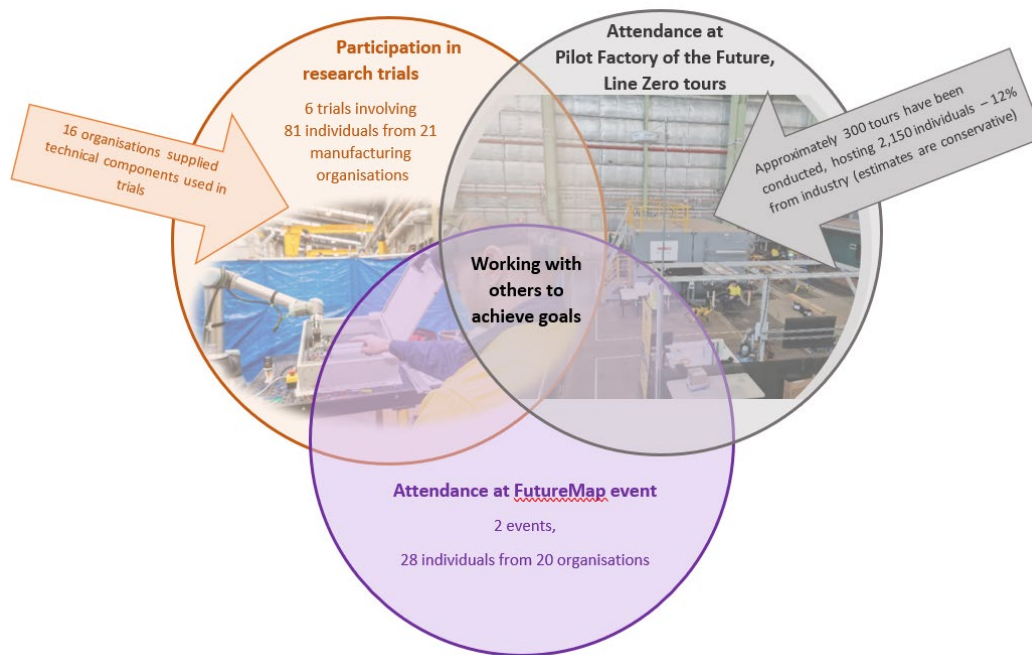 Participation in
research trials
6 trials involving
81 individuals from 21
manufacturing
organisations
Attendance at
Pilot Factory of the Future,
Line Zero tours
16 organisations supplied
technical components used in
trials
Approximately 300 tours have been
conducted, hosting 2,150 individuals – 12%
from industry (estimates are conservative)
Working with
others to
achieve goals
Attendance at FutureMap event
2 events,
28 individuals from 20 organisations